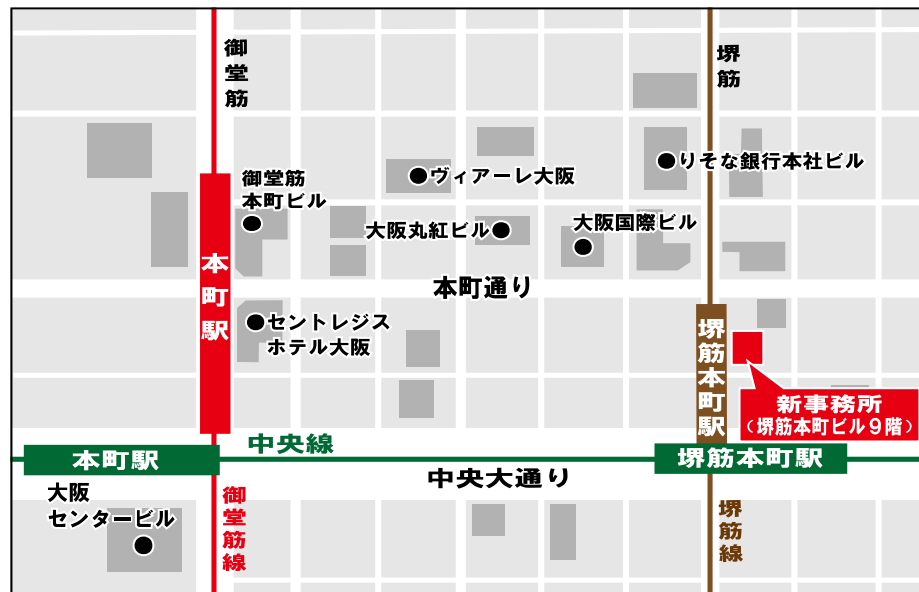 御堂筋
堺筋
りそな銀行本社ビル
ヴィアーレ大阪
御堂筋
本町ビル
大阪丸紅ビル
大阪国際ビル
本町駅
本町通り
セントレジス
ホテル大阪
堺筋本町駅
新事務所
（堺筋本町ビル９階）
中央線
本町駅
堺筋本町駅
中央大通り
大阪
センタービル
御堂筋線
堺筋線